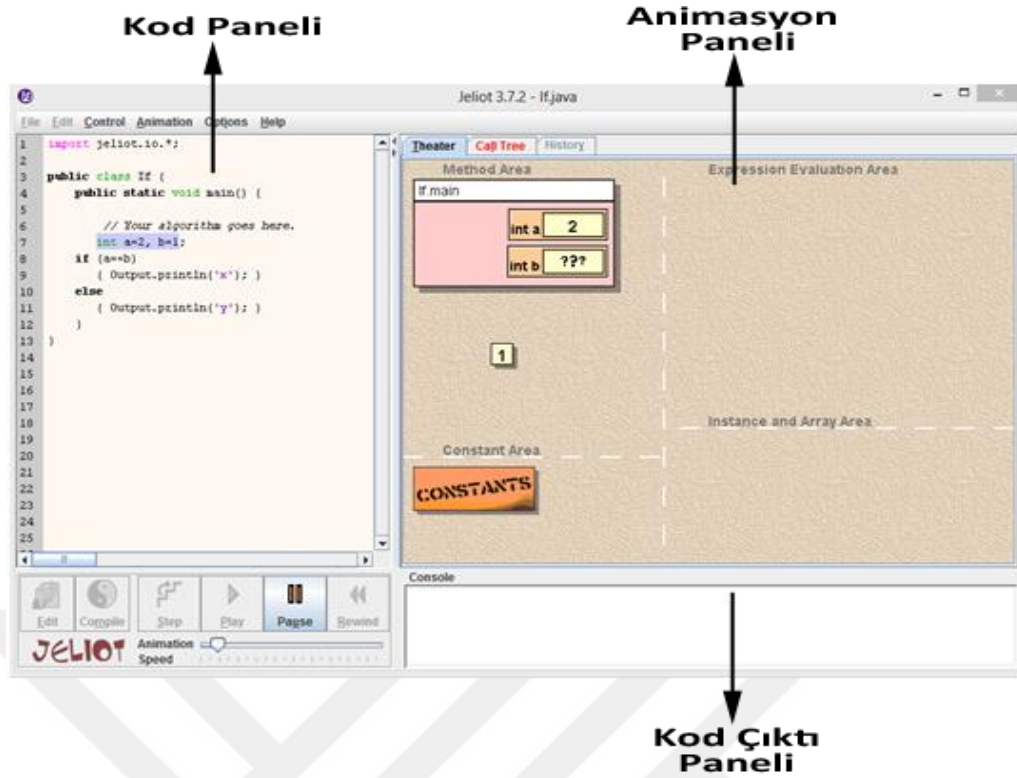 Kod Paneli
Animasyon
Paneli
Jeliot 3.7.2 - If.java
File Edit Control Animation Options Help
1 import jeliot.io.*;
2
3 public class If {
4 public static void main() {
5
6 // Your algorithm goes here.
7 int a=2, b=1;
8 if (a==b)
9 { Output.println("x"); }
10 else
11 { Output.println("y"); }
12 }
13 }
14
15
16
17
18
19
20
21
22
23
24
25
Theater Call Tree History
Method Area
Expression Evaluation Area
If.main
int a 2
int b ???
1
Instance and Array Area
Constant Area
CONSTANTS
Edit Compile Step Play Pause Rewind
JELIOT Animation
Speed
Console
Kod Çıktı
Paneli